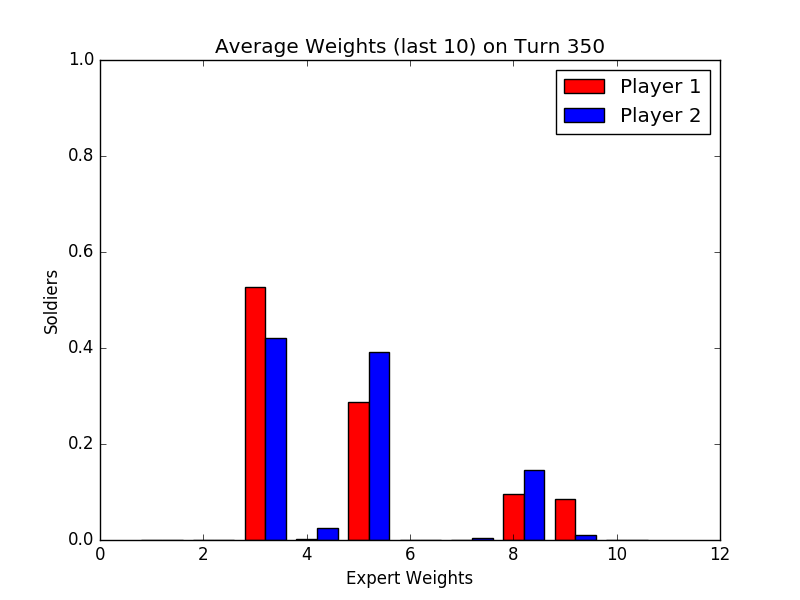 Average Weights (last 10) on Turn 350
Player 1
Player 2
1.0
0.8
0.6
0.4
0.2
0.0
Soldiers
0 2 4 6 8 10 12
Expert Weights